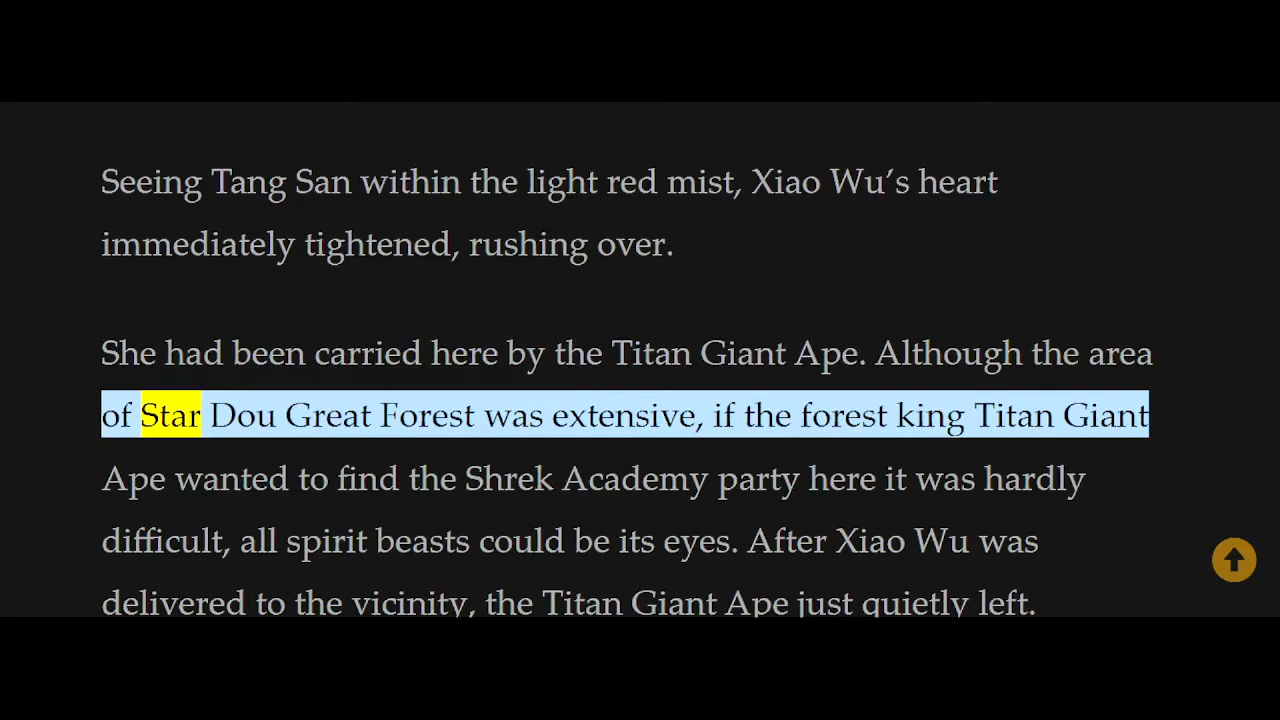 Seeing Tang San within the light red mist, Xiao Wu’s heart
immediately tightened, rushing over.
She had been carried here by the Titan Giant Ape. Although the area
of Star Dou Great Forest was extensive, if the forest king Titan Giant
Ape wanted to find the Shrek Academy party here it was hardly
difficult, all spirit beasts could be its eyes. After Xiao Wu was
delivered to the vicinity, the Titan Giant Ape just quietly left.